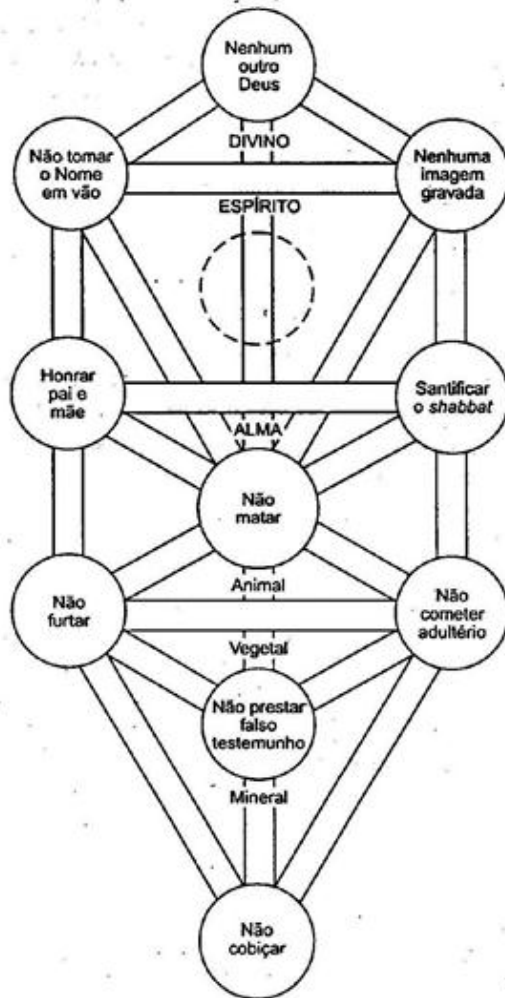 Nenhum
outro
Deus
DIVINO
Não tomar
o Nome
em vão
Nenhuma
imagem
gravada
ESPÍRITO
Honrar
pai e
mãe
Santificar
o shabbat
ALMA
Não
matar
Animal
Não
furtar
Não
cometer
adultério
Vegetal
Não prestar
falso
testemunho
Mineral
Não
cobiçar